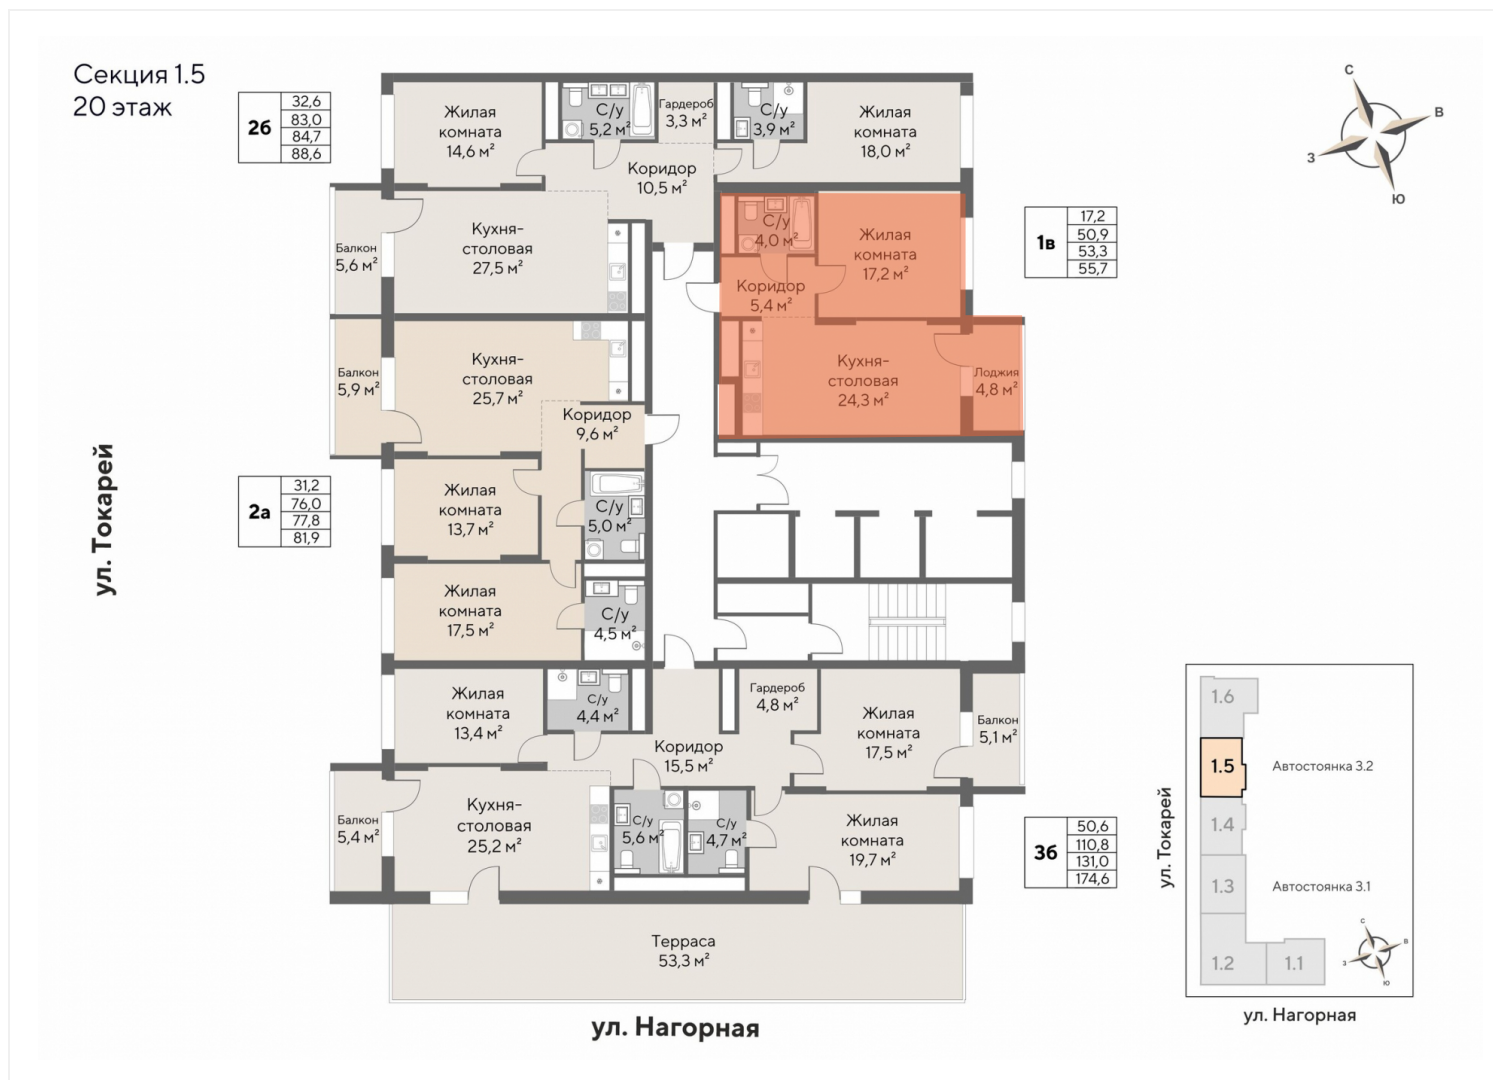 Секция 1.5
20 этаж
2б
32,6
83,0
84,7
88,6
Жилая
комната
14,6 м²
С/у
5,2 м²
Гардероб
3,3 м²
С/у
3,9 м²
Жилая
комната
18,0 м²
Коридор
10,5 м²
Балкон
5,6 м²
Кухня-
столовая
27,5 м²
С/у
4,0 м²
Жилая
комната
17,2 м²
Коридор
5,4 м²
Кухня-
столовая
24,3 м²
Лоджия
4,8 м²
1в
17,2
50,9
53,3
55,7
С
В
З
Ю
Балкон
5,9 м²
Кухня-
столовая
25,7 м²
Коридор
9,6 м²
2а
31,2
76,0
77,8
81,9
Жилая
комната
13,7 м²
С/у
5,0 м²
Жилая
комната
17,5 м²
С/у
4,5 м²
ул. Токарей
Жилая
комната
13,4 м²
С/у
4,4 м²
Гардероб
4,8 м²
Жилая
комната
17,5 м²
Балкон
5,1 м²
Коридор
15,5 м²
Балкон
5,4 м²
Кухня-
столовая
25,2 м²
С/у
5,6 м²
С/у
4,7 м²
Жилая
комната
19,7 м²
3б
50,6
110,8
131,0
174,6
Терраса
53,3 м²
ул. Нагорная
1.6
1.5
1.4
1.3
1.2
1.1
Автостоянка 3.2
Автостоянка 3.1
ул. Токарей
С
В
З
Ю
ул. Нагорная